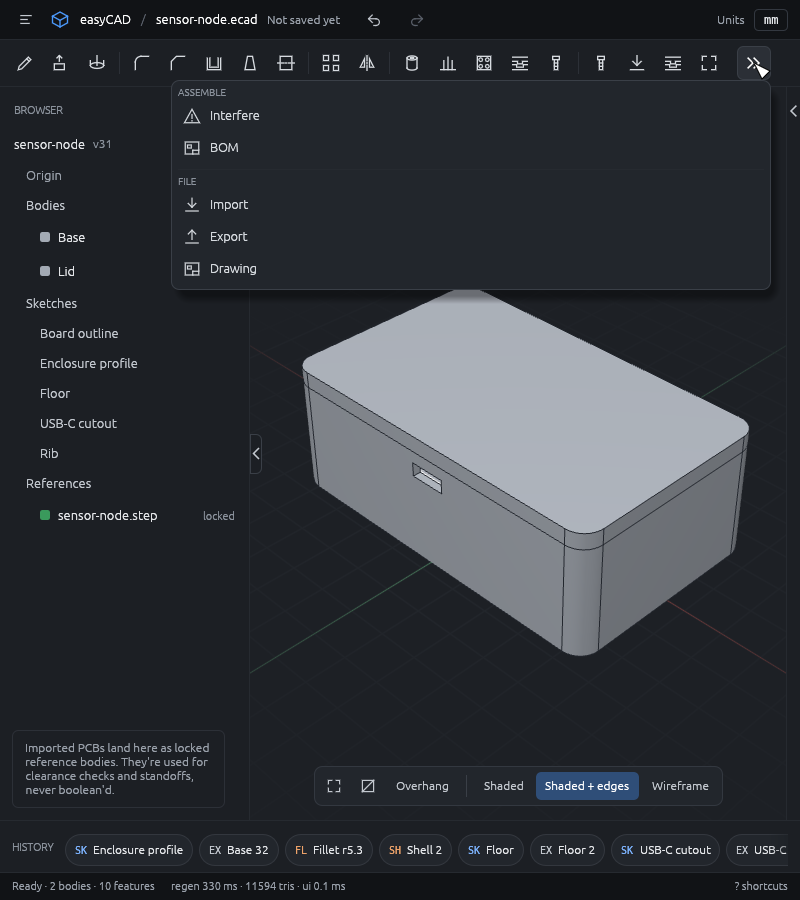 easyCAD / sensor-node.ecad Not saved yet Units mm
BROWSER
sensor-node v31
Origin
Bodies
Base
Lid
Sketches
Board outline
Enclosure profile
Floor
USB-C cutout
Rib
References
sensor-node.step locked
Imported PCBs land here as locked
reference bodies. They're used for
clearance checks and standoffs,
never boolean'd.
ASSEMBLE
Interfere
BOM
FILE
Import
Export
Drawing
Overhang Shaded Shaded + edges Wireframe
HISTORY SK Enclosure profile EX Base 32 FL Fillet r5.3 SH Shell 2 SK Floor EX Floor 2 SK USB-C cutout EX USB-C
Ready · 2 bodies · 10 features regen 330 ms · 11594 tris · ui 0.1 ms ? shortcuts